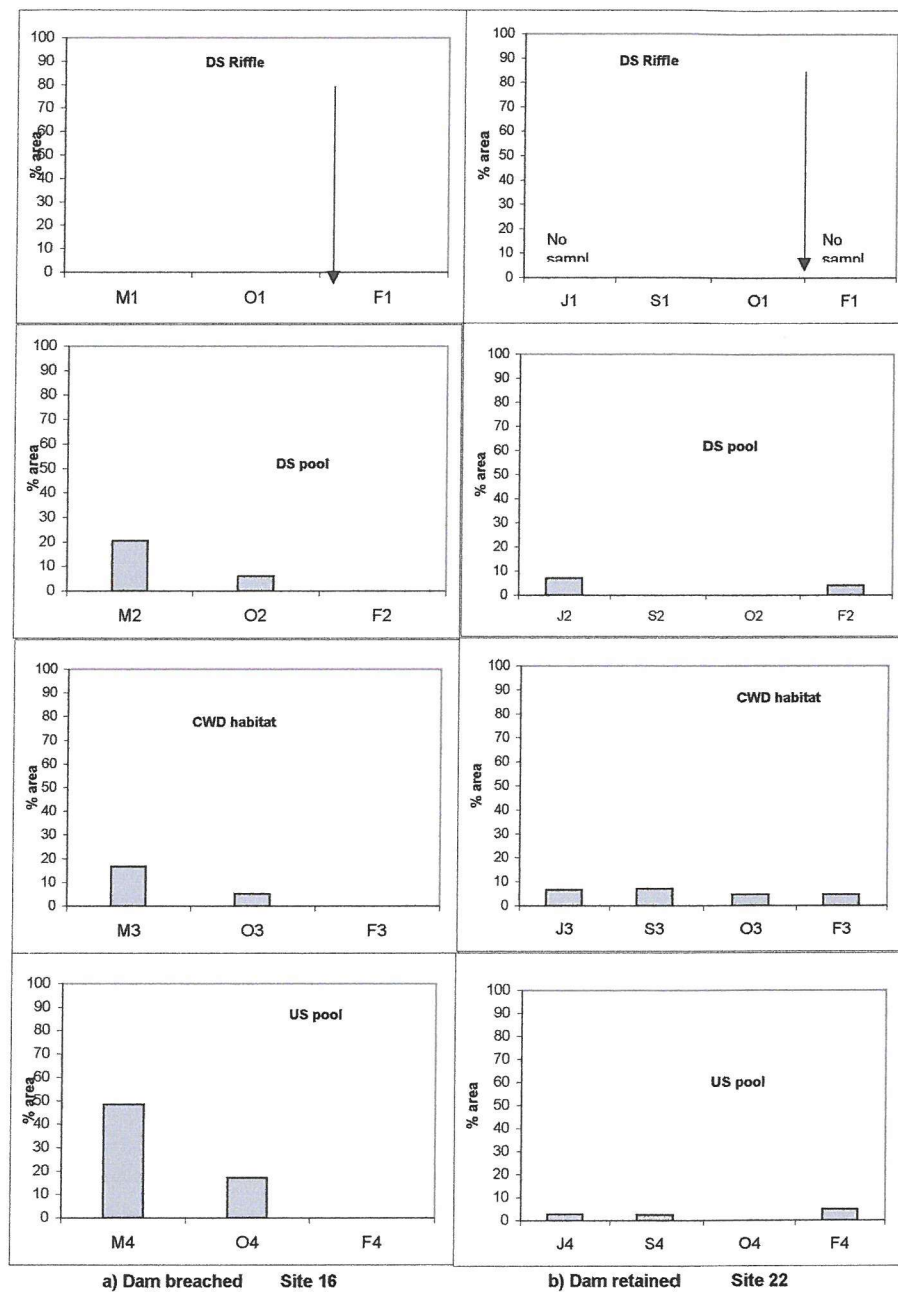 DS Riffle
% area
100
90
80
70
60
50
40
30
20
10
0
M1 O1 F1
DS Riffle
% area
100
90
80
70
60
50
40
30
20
10
0
No
sampl
No
sampl
J1 S1 O1 F1
DS pool
% area
100
90
80
70
60
50
40
30
20
10
0
M2 O2 F2
DS pool
% area
100
90
80
70
60
50
40
30
20
10
0
J2 S2 O2 F2
CWD habitat
% area
100
90
80
70
60
50
40
30
20
10
0
M3 O3 F3
CWD habitat
% area
100
90
80
70
60
50
40
30
20
10
0
J3 S3 O3 F3
US pool
% area
100
90
80
70
60
50
40
30
20
10
0
M4 O4 F4
US pool
% area
100
90
80
70
60
50
40
30
20
10
0
J4 S4 O4 F4
a) Dam breached Site 16
b) Dam retained Site 22